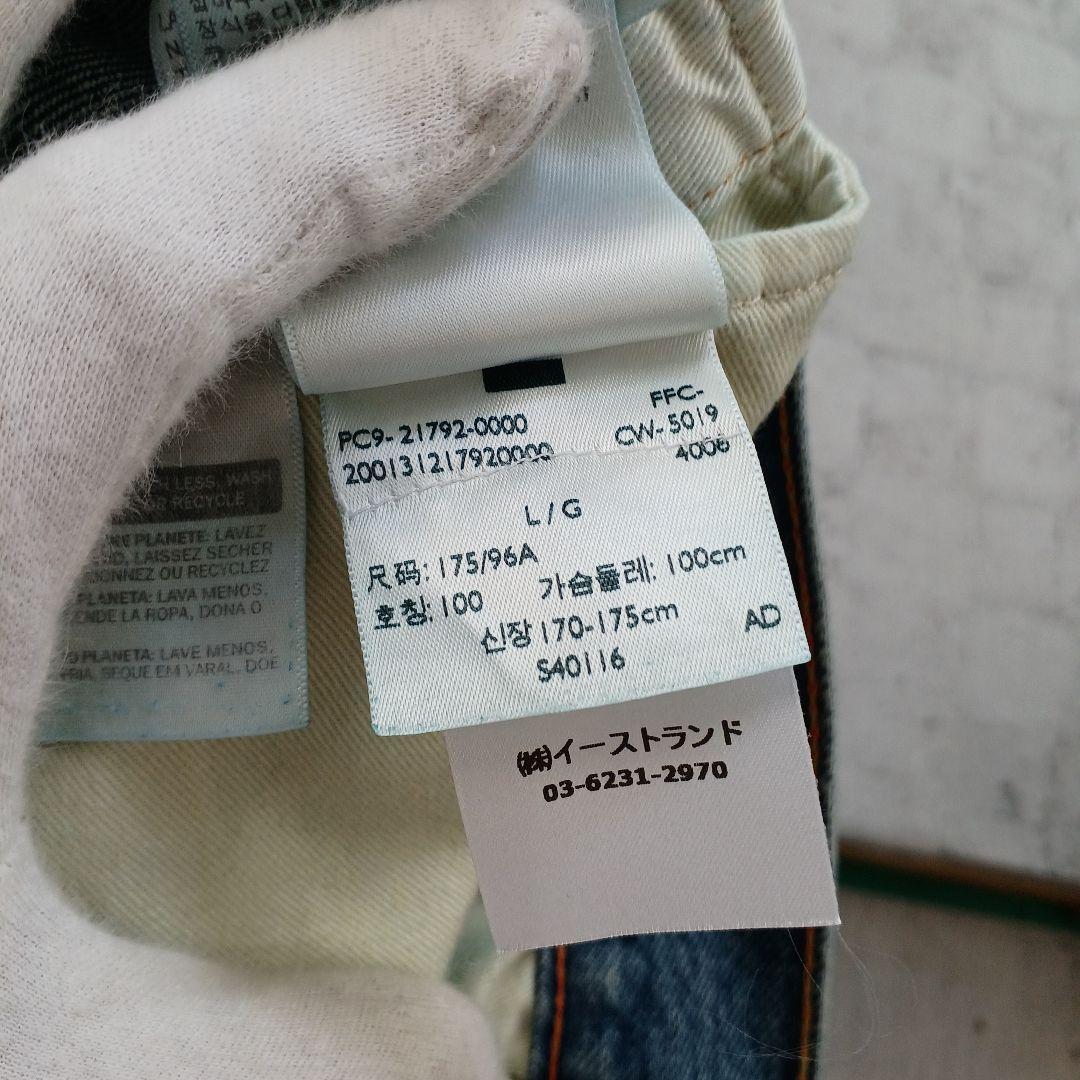 PC9-21792-0000
200131217920000
FFC-
CW-5019
4006
L/G
尺码: 175/96A
호칭: 100 가슴둘레: 100cm
신장 170-175cm
AD
S40116
㈱イーストランド
03-6231-2970
LESS, WASH
RECYCLE
PLANETE: LAVEZ
LAISSEZ SECHER
DONNEZ OU RECYCLEZ
PLANETA: LAVA MENOS,
LA ROPA, DONA O
PLANETA: LAVE MENOS,
SEQUE EM VARAL, DOE